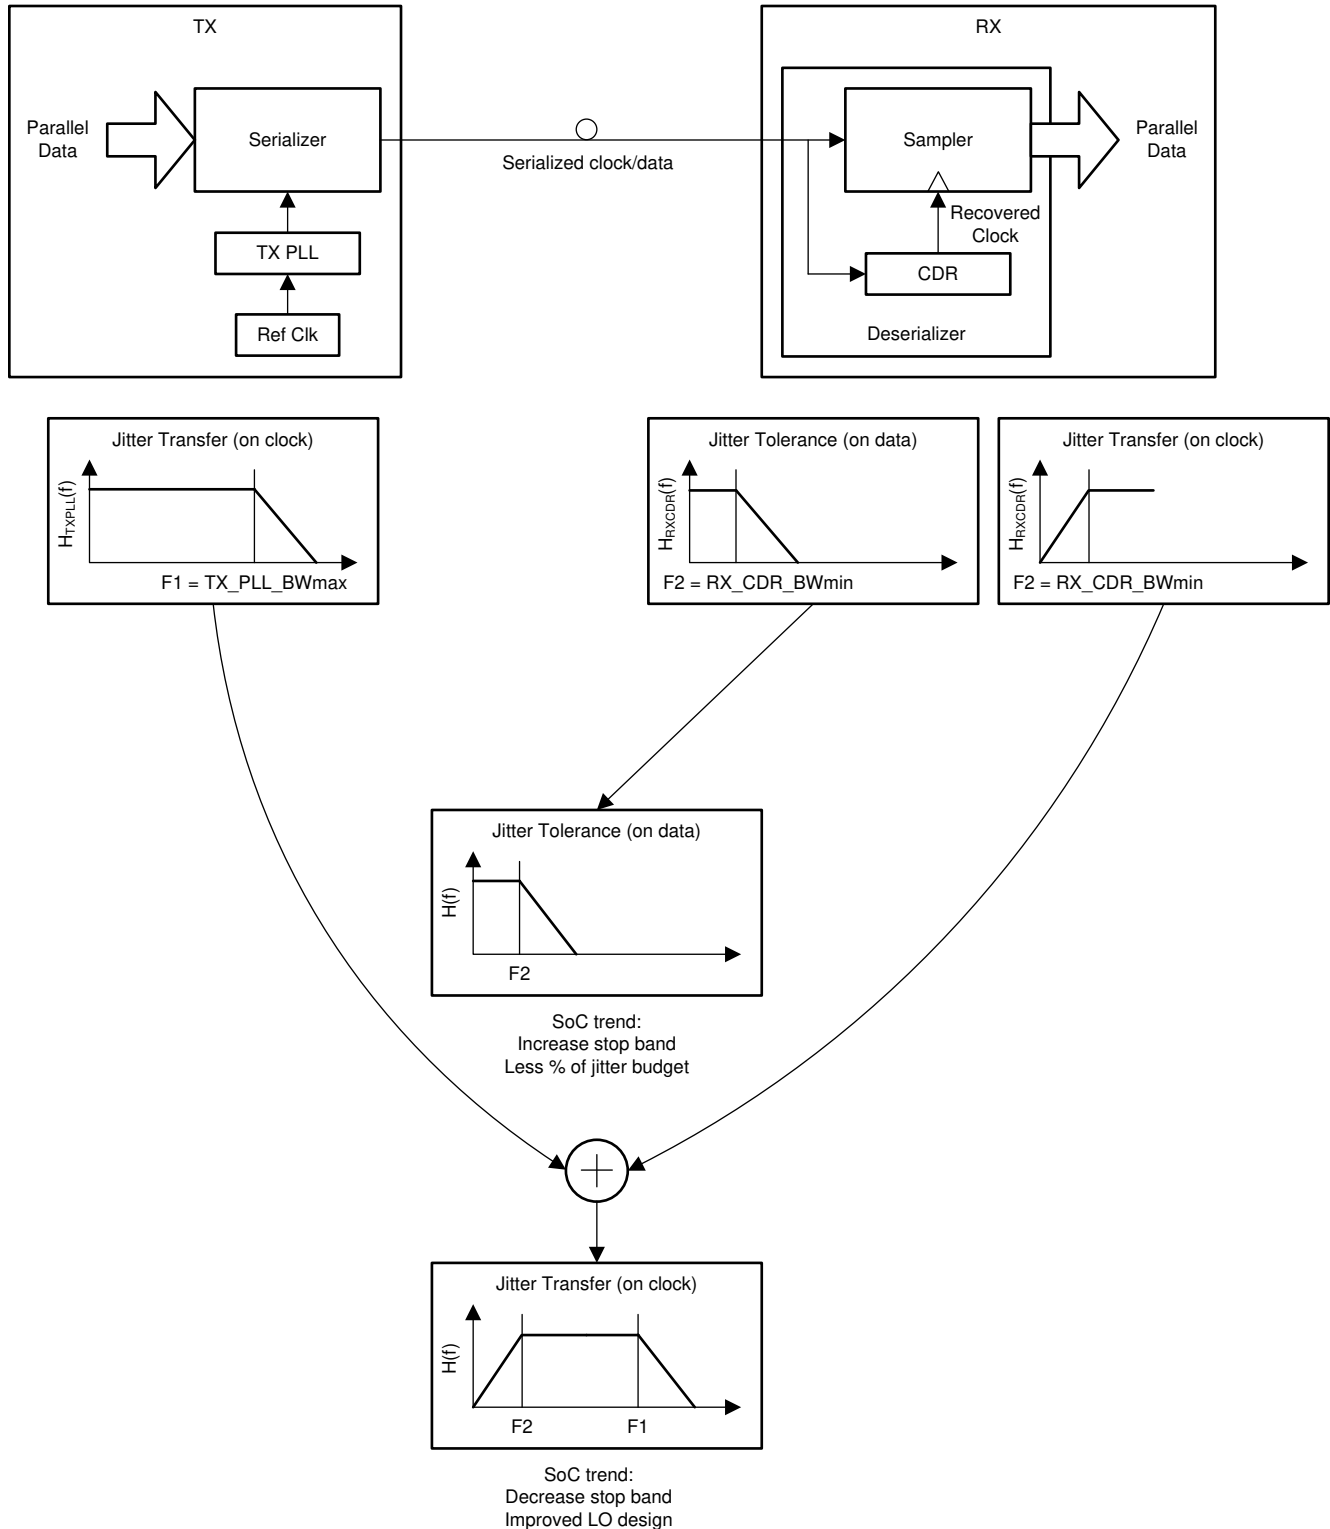 TX
RX
Parallel
Data
Serializer
Serialized clock/data
Sampler
Parallel
Data
Recovered
Clock
TX PLL
CDR
Ref Clk
Deserializer
Jitter Transfer (on clock)
HTXPLL(f)
F1 = TX_PLL_BWmax
Jitter Tolerance (on data)
HRXCDR(f)
F2 = RX_CDR_BWmin
Jitter Transfer (on clock)
HRXCDR(f)
F2 = RX_CDR_BWmin
Jitter Tolerance (on data)
H(f)
F2
SoC trend:
Increase stop band
Less % of jitter budget
Jitter Transfer (on clock)
H(f)
F2
F1
SoC trend:
Decrease stop band
Improved LO design